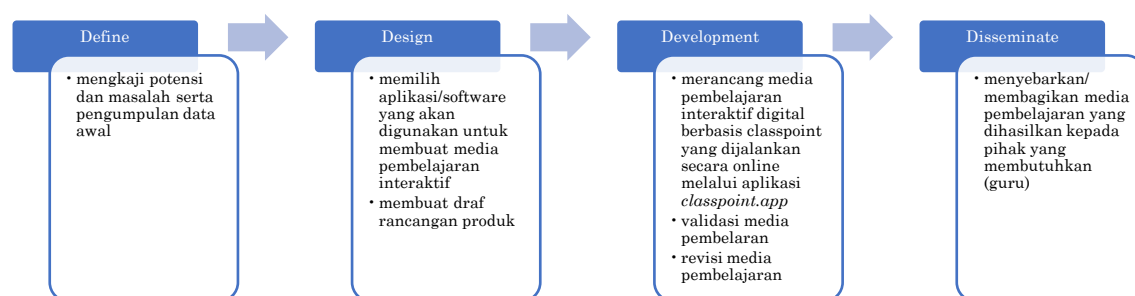 Define
• mengkaji potensi
dan masalah serta
pengumpulan data
awal
Design
• memilih
aplikasi/software
yang akan
digunakan untuk
membuat media
pembelajaran
interaktif
• membuat draf
rancangan produk
Development
• merancang media
pembelajaran
interaktif digital
berbasis classpoint
yang dijalankan
secara online
melalui aplikasi
classpoint.app
• validasi media
pembelaran
• revisi media
pembelajaran
Disseminate
• menyebarkan/
membagikan media
pembelajaran yang
dihasilkan kepada
pihak yang
membutuhkan
(guru)